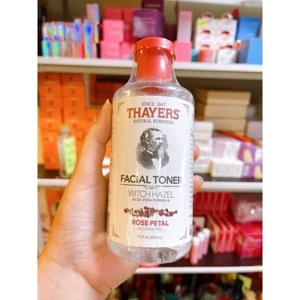 SINCE 1847
THAYERS
NATURAL REMEDIES
FACIAL TONER
WITCH HAZEL
ALOE VERA FORMULA
ROSE PETAL
ALCOHOL-FREE